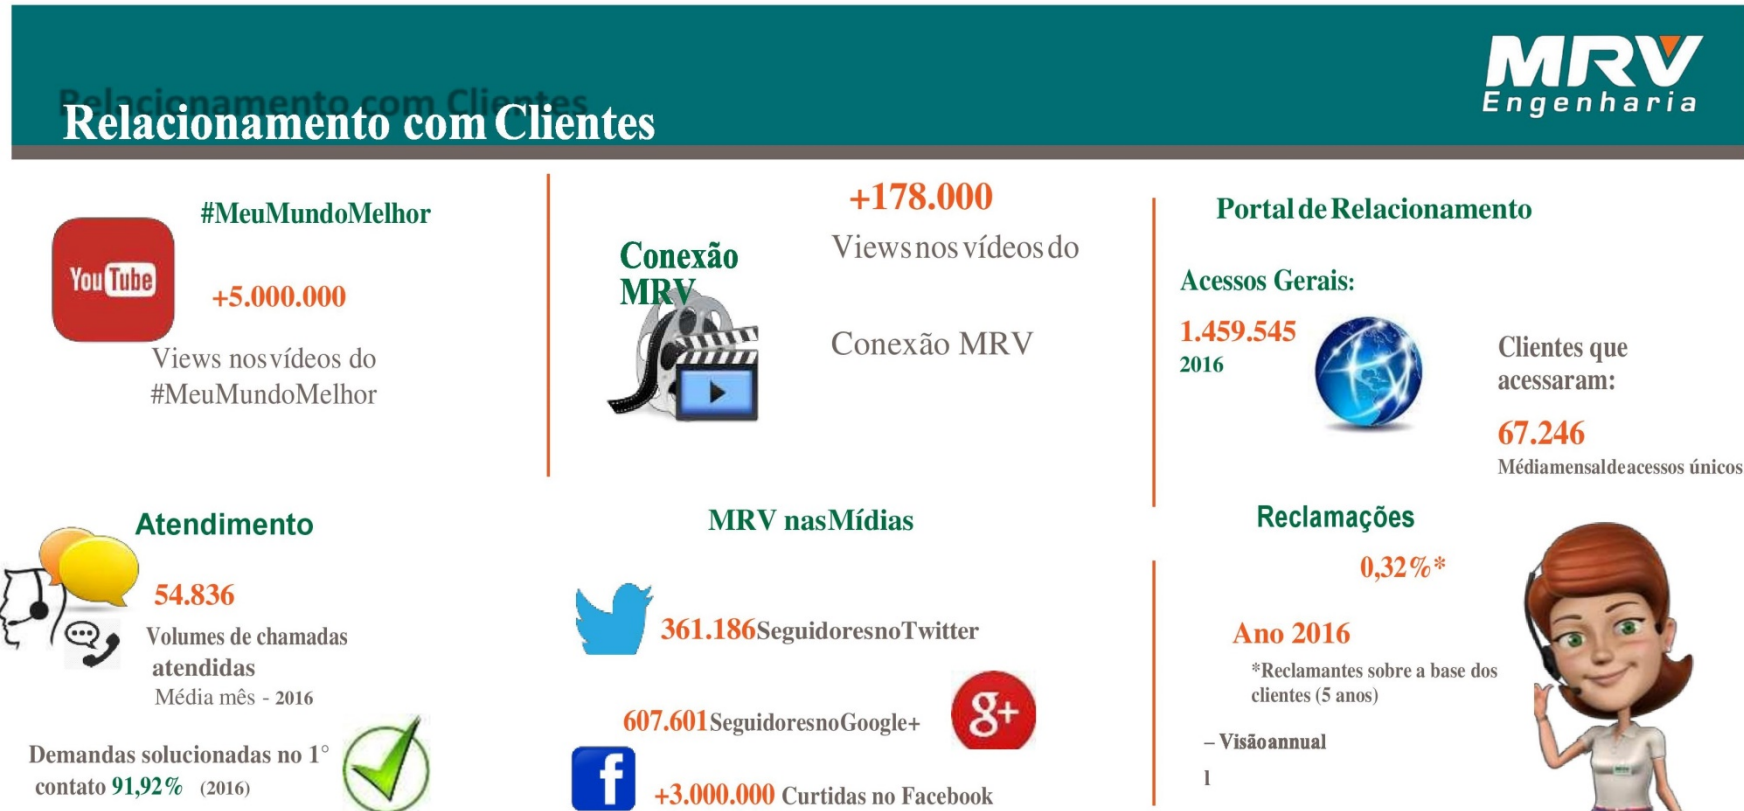 Relacionamento com Clientes
MRV
Engenharia
#MeuMundoMelhor
You Tube
+5.000.000
Views nos vídeos do
#MeuMundoMelhor
Conexão
MRV
+178.000
Views nos vídeos do
Conexão MRV
Portal de Relacionamento
Acessos Gerais:
1.459.545
2016
Clientes que
acessaram:
67.246
Média mensal de acessos únicos
Atendimento
54.836
Volumes de chamadas
atendidas
Média mês - 2016
Demandas solucionadas no 1°
contato 91,92% (2016)
MRV nas Mídias
361.186 Seguidores no Twitter
607.601 Seguidores no Google+
g+
f
+3.000.000 Curtidas no Facebook
Reclamações
0,32%*
Ano 2016
*Reclamantes sobre a base dos
clientes (5 anos)
– Visão annual
l
MRV